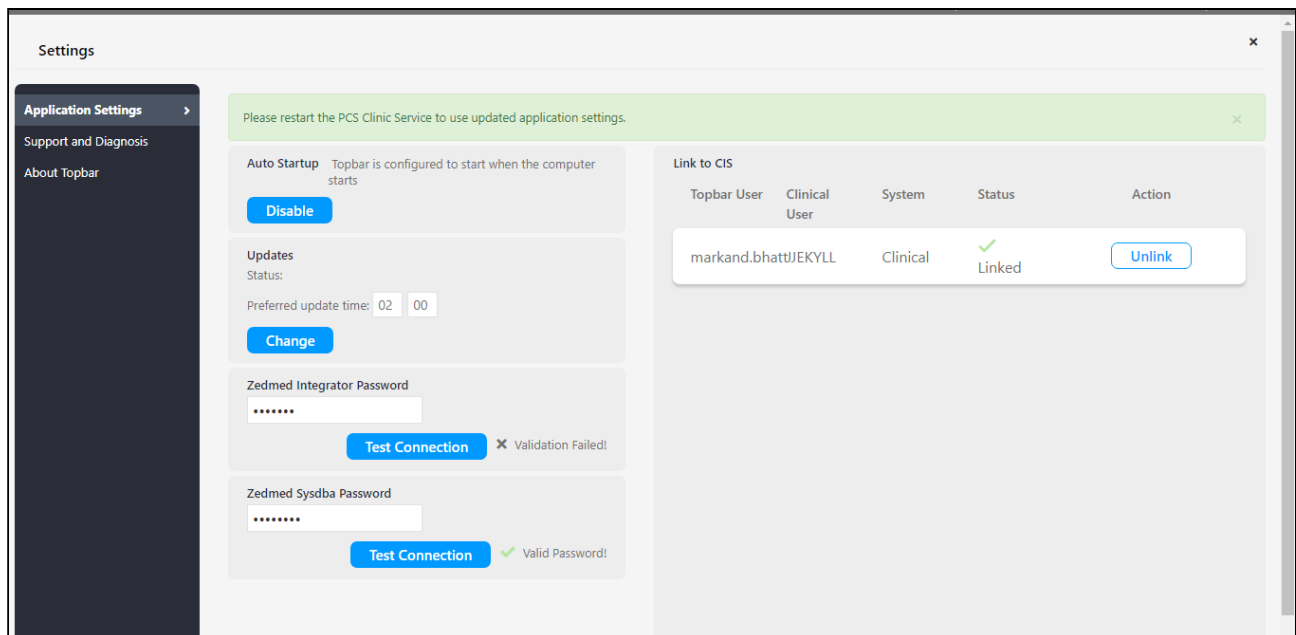 Settings
×
Application Settings >
Support and Diagnosis
About Topbar
Please restart the PCS Clinic Service to use updated application settings. ×
Auto Startup Topbar is configured to start when the computer
starts
Disable
Updates
Status:
Preferred update time: 02 00
Change
Zedmed Integrator Password
•••••••
Test Connection ✕ Validation Failed!
Zedmed Sysdba Password
••••••••
Test Connection ✓ Valid Password!
Link to CIS
Topbar User Clinical System Status Action
User
Clinical ✓ Unlink
Linked